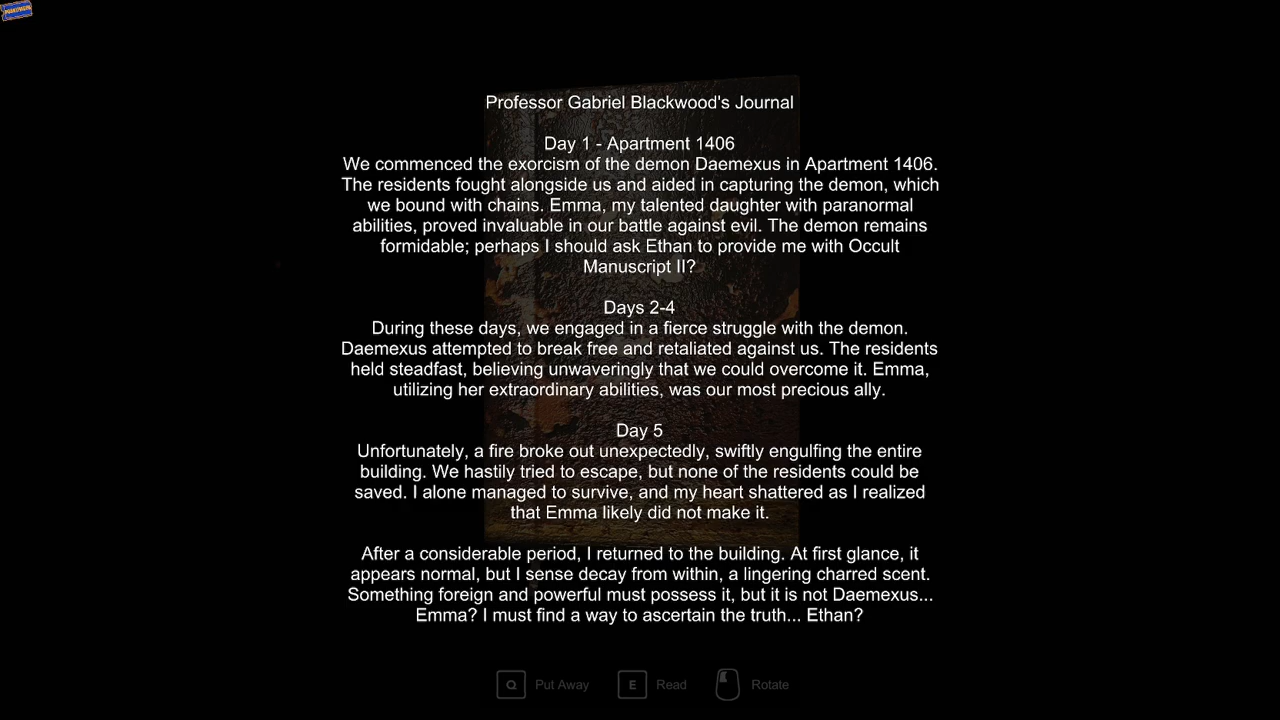 Professor Gabriel Blackwood's Journal
Day 1 - Apartment 1406
We commenced the exorcism of the demon Daemexus in Apartment 1406.
The residents fought alongside us and aided in capturing the demon, which
we bound with chains. Emma, my talented daughter with paranormal
abilities, proved invaluable in our battle against evil. The demon remains
formidable; perhaps I should ask Ethan to provide me with Occult
Manuscript II?
Days 2-4
During these days, we engaged in a fierce struggle with the demon.
Daemexus attempted to break free and retaliated against us. The residents
held steadfast, believing unwaveringly that we could overcome it. Emma,
utilizing her extraordinary abilities, was our most precious ally.
Day 5
Unfortunately, a fire broke out unexpectedly, swiftly engulfing the entire
building. We hastily tried to escape, but none of the residents could be
saved. I alone managed to survive, and my heart shattered as I realized
that Emma likely did not make it.
After a considerable period, I returned to the building. At first glance, it
appears normal, but I sense decay from within, a lingering charred scent.
Something foreign and powerful must possess it, but it is not Daemexus...
Emma? I must find a way to ascertain the truth... Ethan?
Q Put Away E Read Rotate